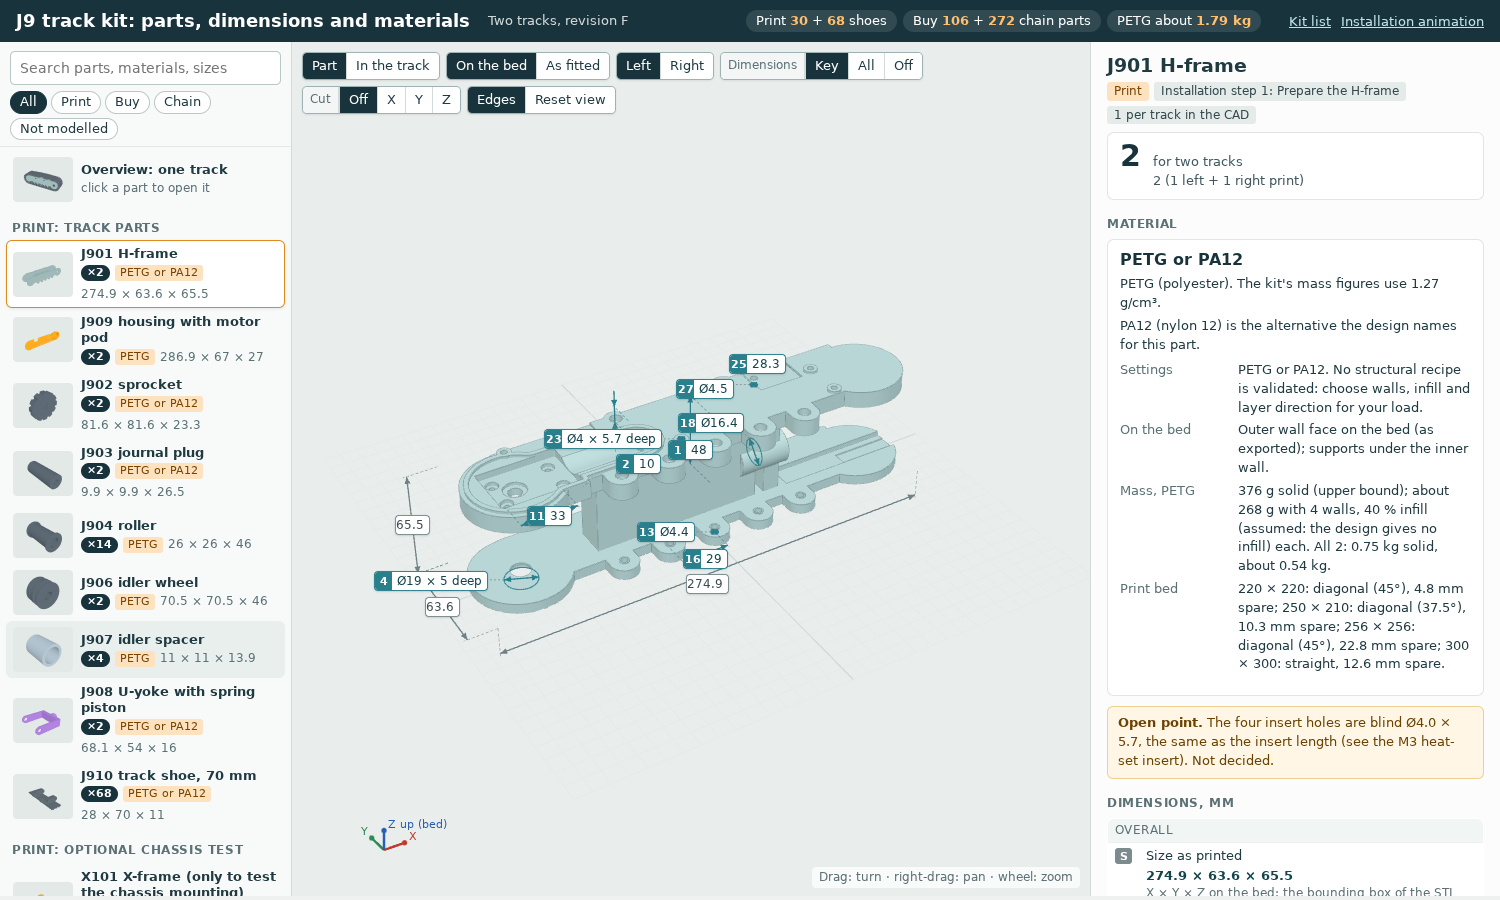 J9 track kit: parts, dimensions and materials
Two tracks, revision F
Print 30 + 68 shoes
Buy 106 + 272 chain parts
PETG about 1.79 kg
Kit list
Installation animation
Search parts, materials, sizes
All
Print
Buy
Chain
Not modelled
Overview: one track
click a part to open it
PRINT: TRACK PARTS
J901 H-frame
×2 PETG or PA12
274.9 × 63.6 × 65.5
J909 housing with motor
pod
×2 PETG 286.9 × 67 × 27
J902 sprocket
×2 PETG or PA12
81.6 × 81.6 × 23.3
J903 journal plug
×2 PETG or PA12
9.9 × 9.9 × 26.5
J904 roller
×14 PETG 26 × 26 × 46
J906 idler wheel
×2 PETG 70.5 × 70.5 × 46
J907 idler spacer
×4 PETG 11 × 11 × 13.9
J908 U-yoke with spring
piston
×2 PETG or PA12
68.1 × 54 × 16
J910 track shoe, 70 mm
×68 PETG or PA12
28 × 70 × 11
PRINT: OPTIONAL CHASSIS TEST
X101 X-frame (only to test
the chassis mounting)
Part
In the track
On the bed
As fitted
Left
Right
Dimensions
Key
All
Off
Cut
Off
X
Y
Z
Edges
Reset view
25 28.3
27 Ø4.5
18 Ø16.4
23 Ø4 × 5.7 deep
1 48
2 10
65.5
11 33
13 Ø4.4
16 29
4 Ø19 × 5 deep
274.9
63.6
Z up (bed)
Y
X
Drag: turn · right-drag: pan · wheel: zoom
J901 H-frame
Print
Installation step 1: Prepare the H-frame
1 per track in the CAD
2 for two tracks
2 (1 left + 1 right print)
MATERIAL
PETG or PA12
PETG (polyester). The kit's mass figures use 1.27
g/cm³.
PA12 (nylon 12) is the alternative the design names
for this part.
Settings
PETG or PA12. No structural recipe
is validated: choose walls, infill and
layer direction for your load.
On the bed
Outer wall face on the bed (as
exported); supports under the inner
wall.
Mass, PETG
376 g solid (upper bound); about
268 g with 4 walls, 40 % infill
(assumed: the design gives no
infill) each. All 2: 0.75 kg solid,
about 0.54 kg.
Print bed
220 × 220: diagonal (45°), 4.8 mm
spare; 250 × 210: diagonal (37.5°),
10.3 mm spare; 256 × 256:
diagonal (45°), 22.8 mm spare; 300
× 300: straight, 12.6 mm spare.
Open point. The four insert holes are blind Ø4.0 ×
5.7, the same as the insert length (see the M3 heat-
set insert). Not decided.
DIMENSIONS, MM
OVERALL
S Size as printed
274.9 × 63.6 × 65.5
X × Y × Z on the bed: the bounding box of the STL